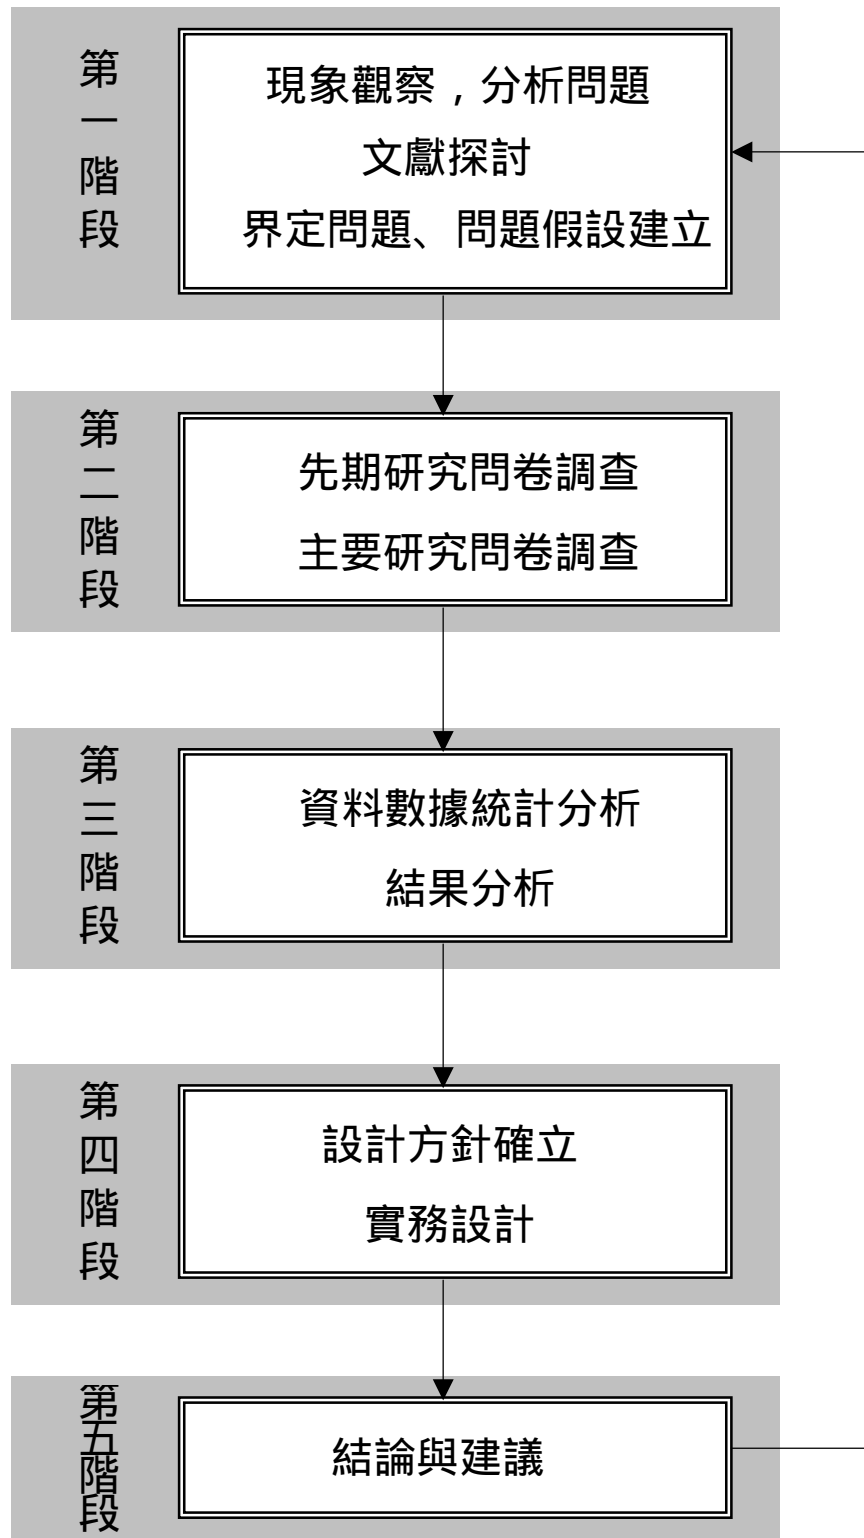 第一階段
現象觀察，分析問題
文獻探討
界定問題、問題假設建立
第二階段
先期研究問卷調查
主要研究問卷調查
第三階段
資料數據統計分析
結果分析
第四階段
設計方針確立
實務設計
第五階段
結論與建議